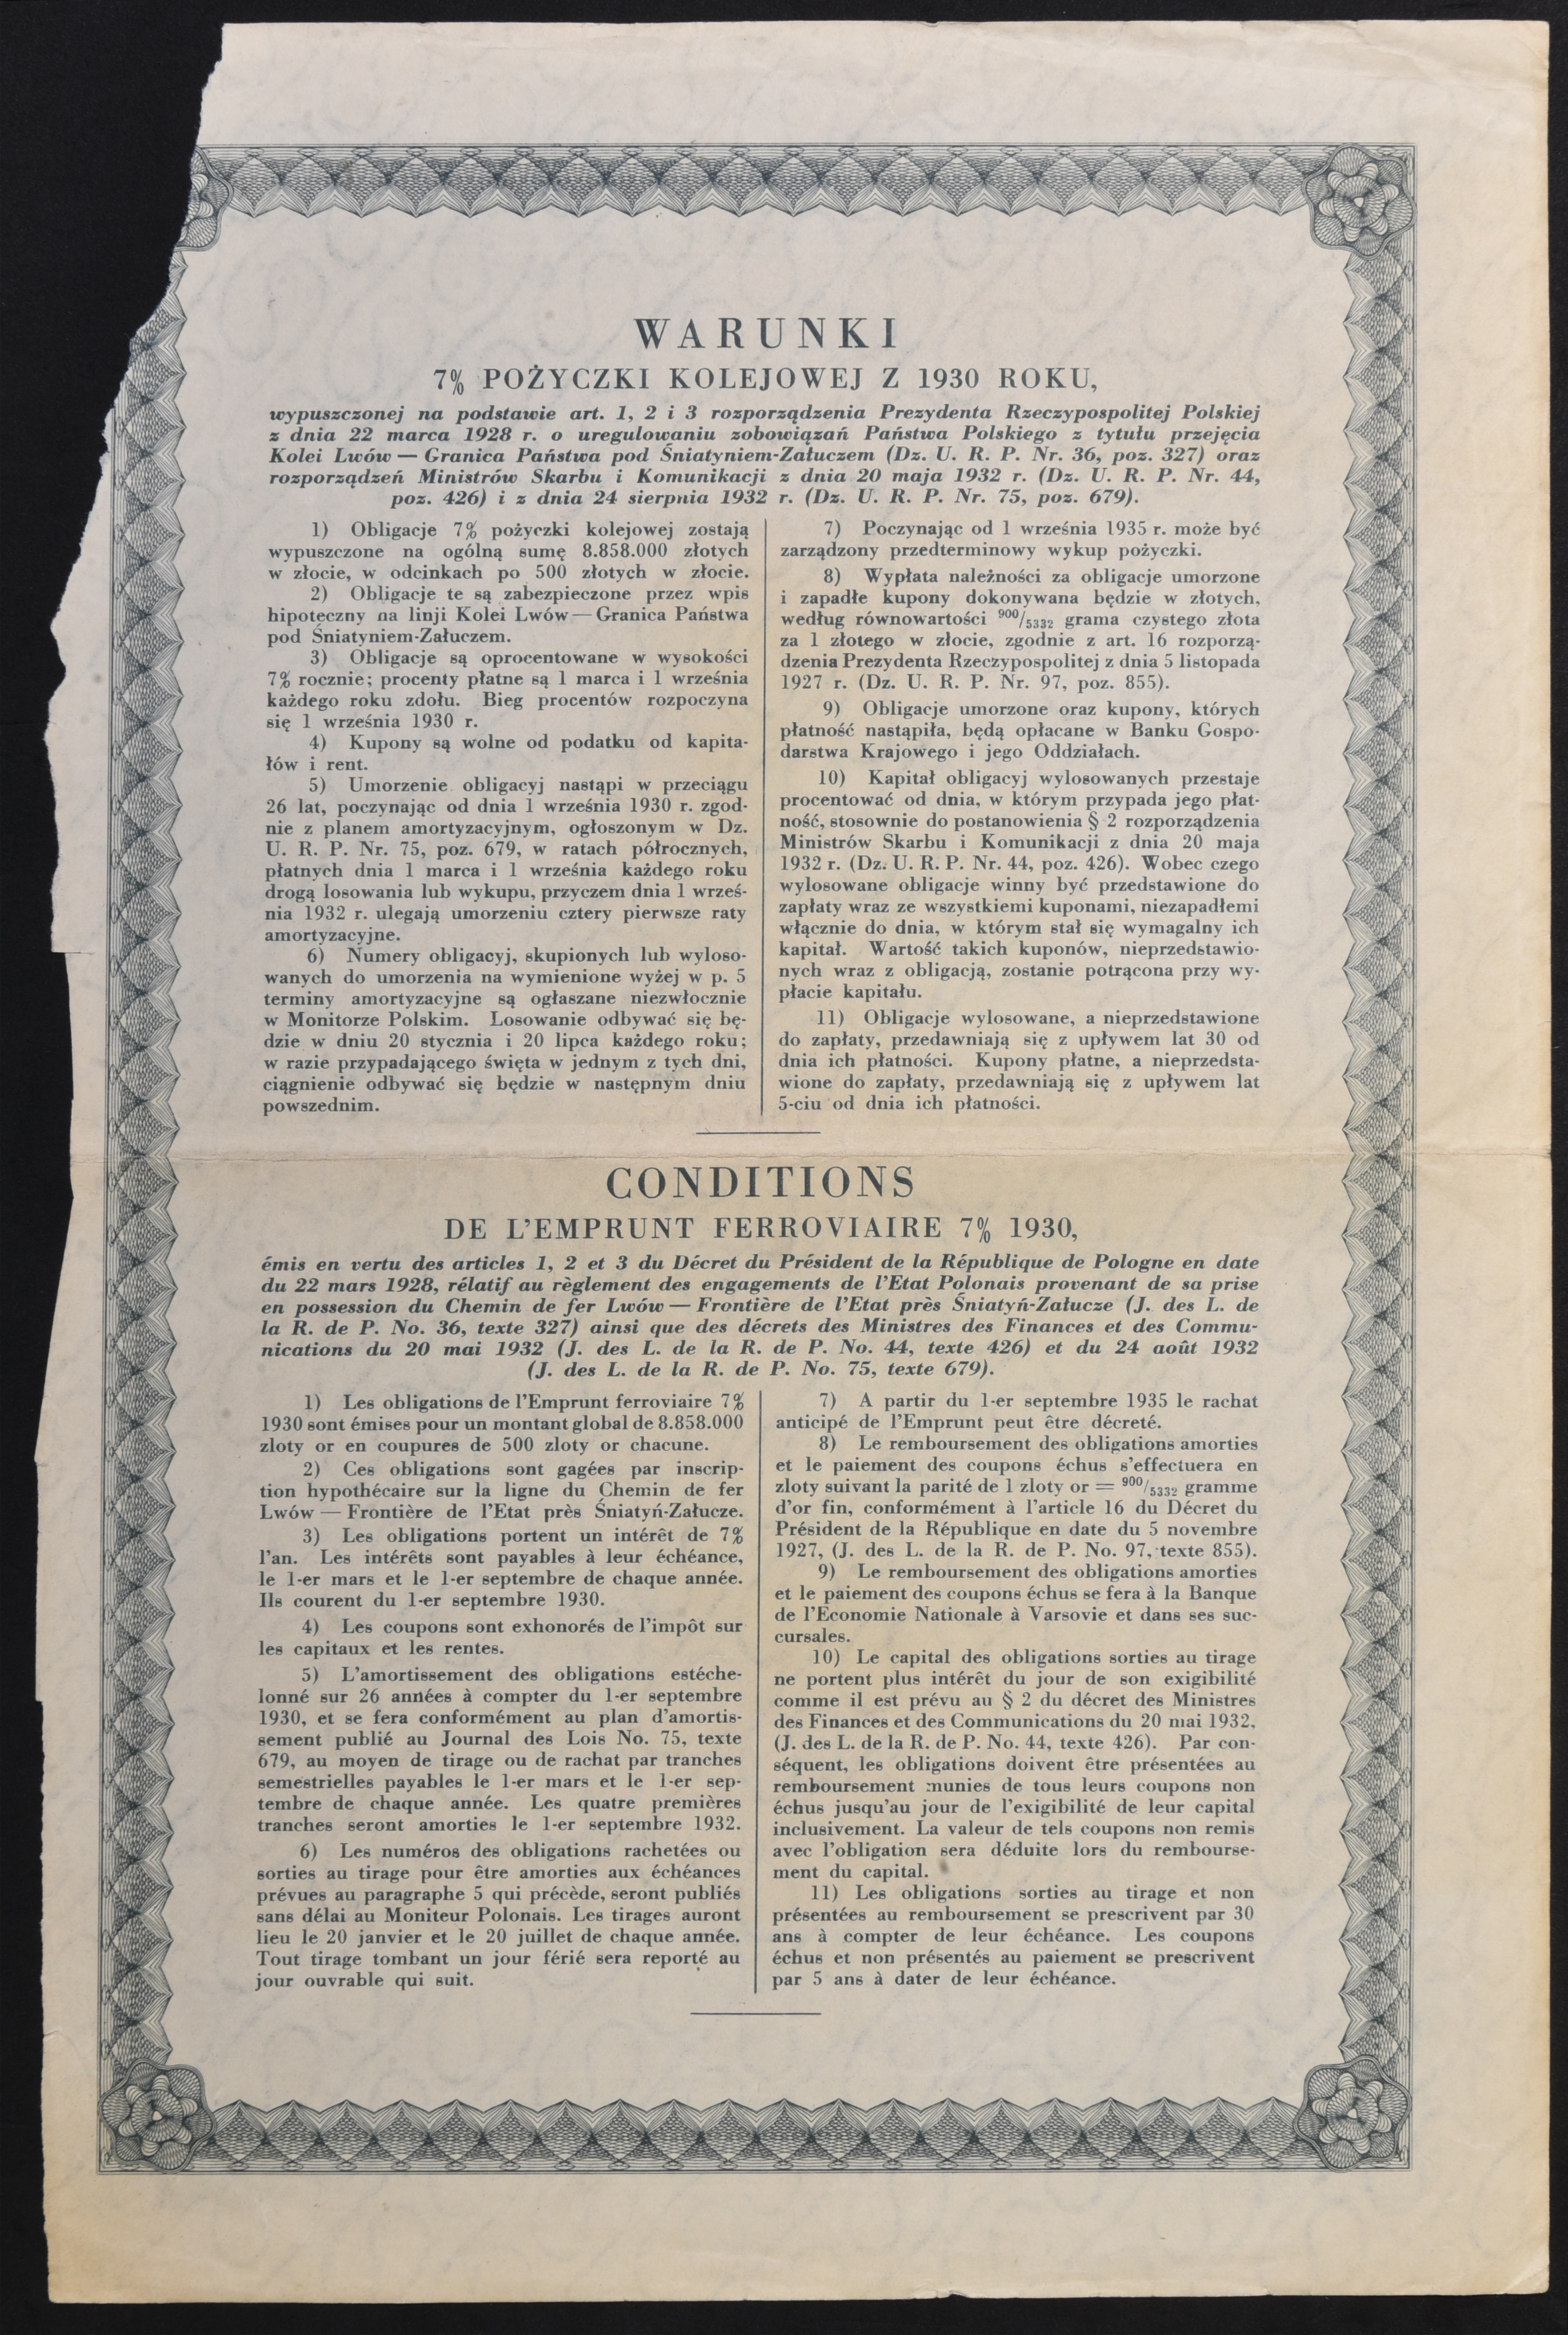 WARUNKI
7% POŻYCZKI KOLEJOWEJ Z 1930 ROKU,
wypuszczonej na podstawie art. 1, 2 i 3 rozporządzenia Prezydenta Rzeczypospolitej Polskiej
z dnia 22 marca 1928 r. o uregulowaniu zobowiązań Państwa Polskiego z tytułu przejęcia
Kolei Lwów — Granica Państwa pod Śniatyniem-Załuczem (Dz. U. R. P. Nr. 36, poz. 327) oraz
rozporządzeń Ministrów Skarbu i Komunikacji z dnia 20 maja 1932 r. (Dz. U. R. P. Nr. 44,
poz. 426) i z dnia 24 sierpnia 1932 r. (Dz. U. R. P. Nr. 75, poz. 679).
1) Obligacje 7% pożyczki kolejowej zostają
wypuszczone na ogólną sumę 8.858.000 złotych
w złocie, w odcinkach po 500 złotych w złocie.
2) Obligacje te są zabezpieczone przez wpis
hipoteczny na linji Kolei Lwów — Granica Państwa
pod Śniatyniem-Załuczem.
3) Obligacje są oprocentowane w wysokości
7% rocznie; procenty płatne są 1 marca i 1 września
każdego roku zdołu. Bieg procentów rozpoczyna
się 1 września 1930 r.
4) Kupony są wolne od podatku od kapita-
łów i rent.
5) Umorzenie obligacyj nastąpi w przeciągu
26 lat, poczynając od dnia 1 września 1930 r. zgod-
nie z planem amortyzacyjnym, ogłoszonym w Dz.
U. R. P. Nr. 75, poz. 679, w ratach półrocznych,
płatnych dnia 1 marca i 1 września każdego roku
drogą losowania lub wykupu, przyczem dnia 1 wrześ-
nia 1932 r. ulegają umorzeniu cztery pierwsze raty
amortyzacyjne.
6) Numery obligacyj, skupionych lub wyloso-
wanych do umorzenia na wymienione wyżej w p. 5
terminy amortyzacyjne są ogłaszane niezwłocznie
w Monitorze Polskim. Losowanie odbywać się bę-
dzie w dniu 20 stycznia i 20 lipca każdego roku;
w razie przypadającego święta w jednym z tych dni,
ciągnienie odbywać się będzie w następnym dniu
powszednim.
7) Poczynając od 1 września 1935 r. może być
zarządzony przedterminowy wykup pożyczki.
8) Wypłata należności za obligacje umorzone
i zapadłe kupony dokonywana będzie w złotych,
według równowartości 900/5332 grama czystego złota
za 1 złotego w złocie, zgodnie z art. 16 rozporzą-
dzenia Prezydenta Rzeczypospolitej z dnia 5 listopada
1927 r. (Dz. U. R. P. Nr. 97, poz. 855).
9) Obligacje umorzone oraz kupony, których
płatność nastąpiła, będą opłacane w Banku Gospo-
darstwa Krajowego i jego Oddziałach.
10) Kapitał obligacyj wylosowanych przestaje
procentować od dnia, w którym przypada jego płat-
ność, stosownie do postanowienia § 2 rozporządzenia
Ministrów Skarbu i Komunikacji z dnia 20 maja
1932 r. (Dz. U. R. P. Nr. 44, poz. 426). Wobec czego
wylosowane obligacje winny być przedstawione do
zapłaty wraz ze wszystkiemi kuponami, niezapadłemi
włącznie do dnia, w którym stał się wymagalny ich
kapitał. Wartość takich kuponów, nieprzedstawio-
nych wraz z obligacją, zostanie potrącona przy wy-
płacie kapitału.
11) Obligacje wylosowane, a nieprzedstawione
do zapłaty, przedawniają się z upływem lat 30 od
dnia ich płatności. Kupony płatne, a nieprzedsta-
wione do zapłaty, przedawniają się z upływem lat
5-ciu od dnia ich płatności.
CONDITIONS
DE L'EMPRUNT FERROVIAIRE 7% 1930,
émis en vertu des articles 1, 2 et 3 du Décret du Président de la République de Pologne en date
du 22 mars 1928, rélatif au règlement des engagements de l'Etat Polonais provenant de sa prise
en possession du Chemin de fer Lwów — Frontière de l'Etat près Śniatyń-Załucze (J. des L. de
la R. de P. No. 36, texte 327) ainsi que des décrets des Ministres des Finances et des Commu-
nications du 20 mai 1932 (J. des L. de la R. de P. No. 44, texte 426) et du 24 août 1932
(J. des L. de la R. de P. No. 75, texte 679).
1) Les obligations de l'Emprunt ferroviaire 7%
1930 sont émises pour un montant global de 8.858.000
zloty or en coupures de 500 zloty or chacune.
2) Ces obligations sont gagées par inscrip-
tion hypothécaire sur la ligne du Chemin de fer
Lwów — Frontière de l'Etat près Śniatyń-Załucze.
3) Les obligations portent un intérêt de 7%
l'an. Les intérêts sont payables à leur échéance,
le 1-er mars et le 1-er septembre de chaque année.
Ils courent du 1-er septembre 1930.
4) Les coupons sont exhonorés de l'impôt sur
les capitaux et les rentes.
5) L'amortissement des obligations estéche-
lonné sur 26 années à compter du 1-er septembre
1930, et se fera conformément au plan d'amortis-
sement publié au Journal des Lois No. 75, texte
679, au moyen de tirage ou de rachat par tranches
semestrielles payables le 1-er mars et le 1-er sep-
tembre de chaque année. Les quatre premières
tranches seront amorties le 1-er septembre 1932.
6) Les numéros des obligations rachetées ou
sorties au tirage pour être amorties aux échéances
prévues au paragraphe 5 qui précède, seront publiés
sans délai au Moniteur Polonais. Les tirages auront
lieu le 20 janvier et le 20 juillet de chaque année.
Tout tirage tombant un jour férié sera reporté au
jour ouvrable qui suit.
7) A partir du 1-er septembre 1935 le rachat
anticipé de l'Emprunt peut être décreté.
8) Le remboursement des obligations amorties
et le paiement des coupons échus s'effectuera en
zloty suivant la parité de 1 zloty or = 900/5332 gramme
d'or fin, conformément à l'article 16 du Décret du
Président de la République en date du 5 novembre
1927, (J. des L. de la R. de P. No. 97, texte 855).
9) Le remboursement des obligations amorties
et le paiement des coupons échus se fera à la Banque
de l'Economie Nationale à Varsovie et dans ses suc-
cursales.
10) Le capital des obligations sorties au tirage
ne portent plus intérêt du jour de son exigibilité
comme il est prévu au § 2 du décret des Ministres
des Finances et des Communications du 20 mai 1932,
(J. des L. de la R. de P. No. 44, texte 426). Par con-
séquent, les obligations doivent être présentées au
remboursement munies de tous leurs coupons non
échus jusqu'au jour de l'exigibilité de leur capital
inclusivement. La valeur de tels coupons non remis
avec l'obligation sera déduite lors du rembourse-
ment du capital.
11) Les obligations sorties au tirage et non
présentées au remboursement se prescrivent par 30
ans à compter de leur échéance. Les coupons
échus et non présentés au paiement se prescrivent
par 5 ans à dater de leur échéance.